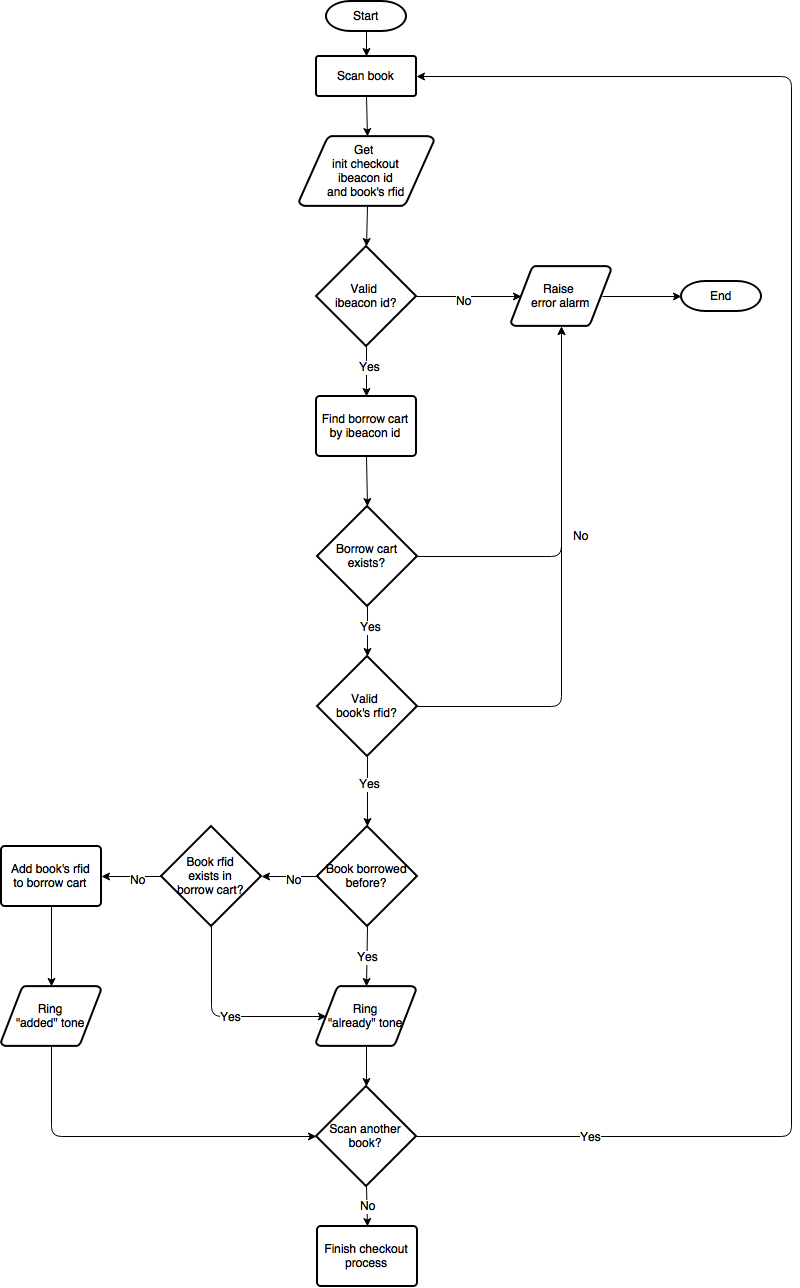 Start
Scan book
Get
init checkout
ibeacon id
and book's rfid
Valid
ibeacon id?
No
Raise
error alarm
End
Yes
Find borrow cart
by ibeacon id
Borrow cart
exists?
No
Yes
Valid
book's rfid?
Yes
Book borrowed
before?
No
Book rfid
exists in
borrow cart?
No
Add book's rfid
to borrow cart
Yes
Ring
"added" tone
Yes
Ring
"already" tone
Scan another
book?
Yes
No
Finish checkout
process